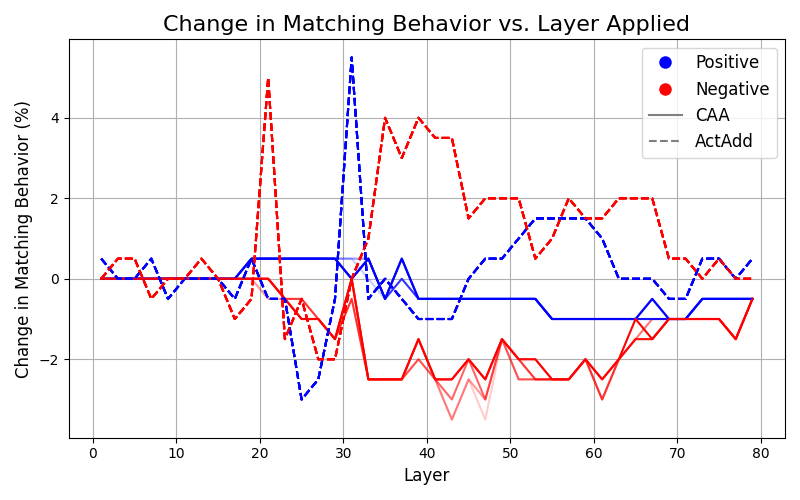 Change in Matching Behavior vs. Layer Applied
Change in Matching Behavior (%)
4
2
0
−2
0 10 20 30 40 50 60 70 80
Layer
Positive
Negative
CAA
ActAdd